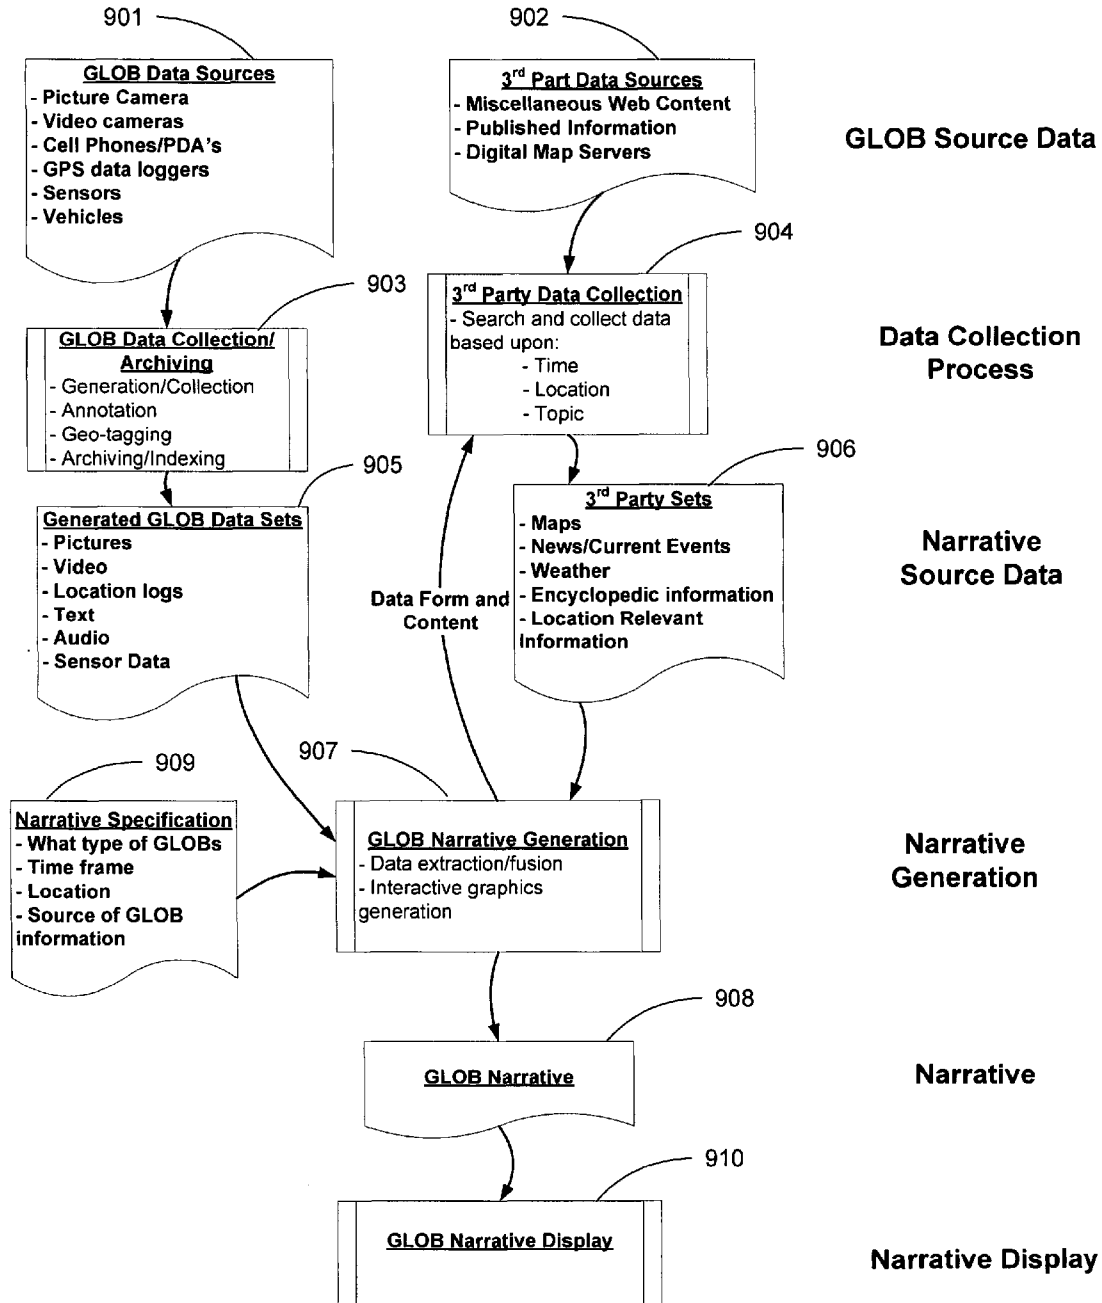 901
902
GLOB Data Sources
- Picture Camera
- Video cameras
- Cell Phones/PDA's
- GPS data loggers
- Sensors
- Vehicles
3rd Part Data Sources
- Miscellaneous Web Content
- Published Information
- Digital Map Servers
GLOB Source Data
903
904
GLOB Data Collection/
Archiving
- Generation/Collection
- Annotation
- Geo-tagging
- Archiving/Indexing
3rd Party Data Collection
- Search and collect data
based upon:
- Time
- Location
- Topic
Data Collection
Process
905
906
Generated GLOB Data Sets
- Pictures
- Video
- Location logs
- Text
- Audio
- Sensor Data
Data Form and
Content
3rd Party Sets
- Maps
- News/Current Events
- Weather
- Encyclopedic information
- Location Relevant
Information
Narrative
Source Data
909
907
Narrative Specification
- What type of GLOBs
- Time frame
- Location
- Source of GLOB
information
GLOB Narrative Generation
- Data extraction/fusion
- Interactive graphics
generation
Narrative
Generation
908
GLOB Narrative
Narrative
910
GLOB Narrative Display
Narrative Display